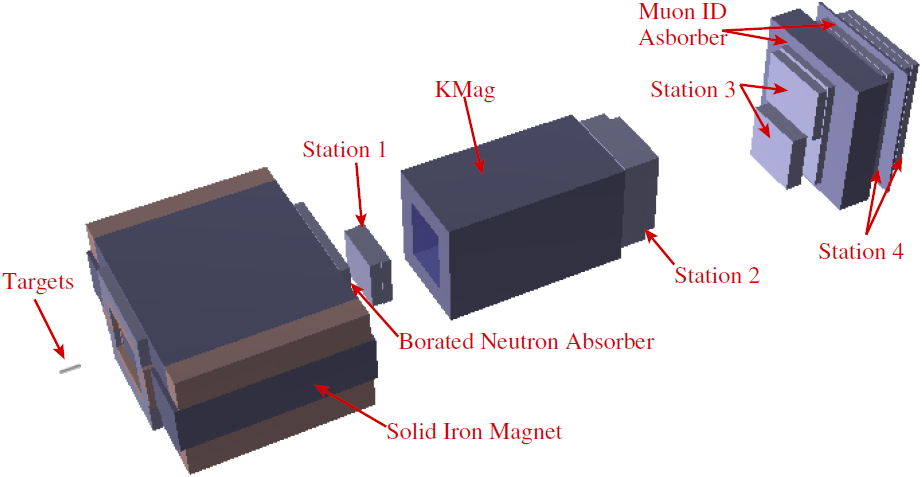 Muon ID
Asborber
KMag
Station 3
Station 1
Station 4
Station 2
Targets
Borated Neutron Absorber
Solid Iron Magnet